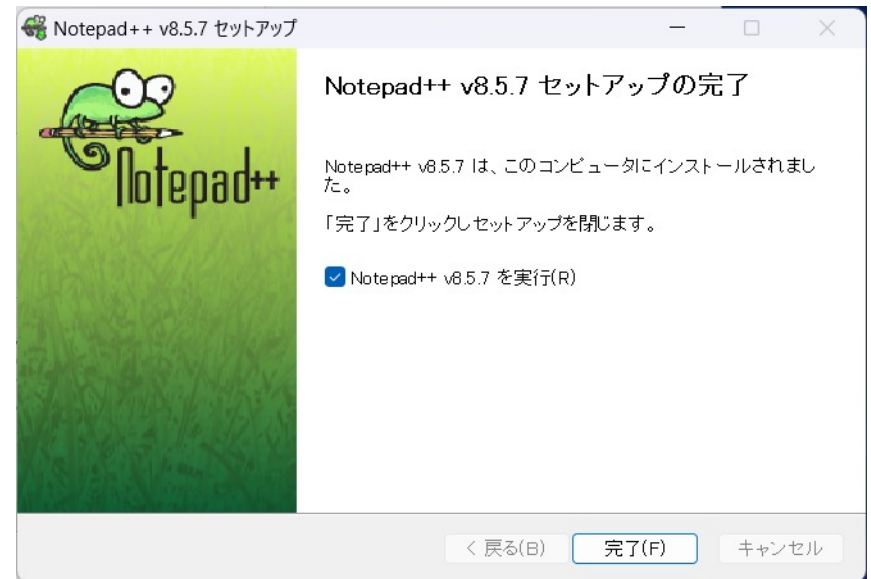 Notepad++ v8.5.7 セットアップ
Notepad++
Notepad++ v8.5.7 セットアップの完了
Notepad++ v8.5.7 は、このコンピュータにインストールされまし
た。
「完了」をクリックしセットアップを閉じます。
Notepad++ v8.5.7 を実行(R)
< 戻る(B) 完了(F) キャンセル